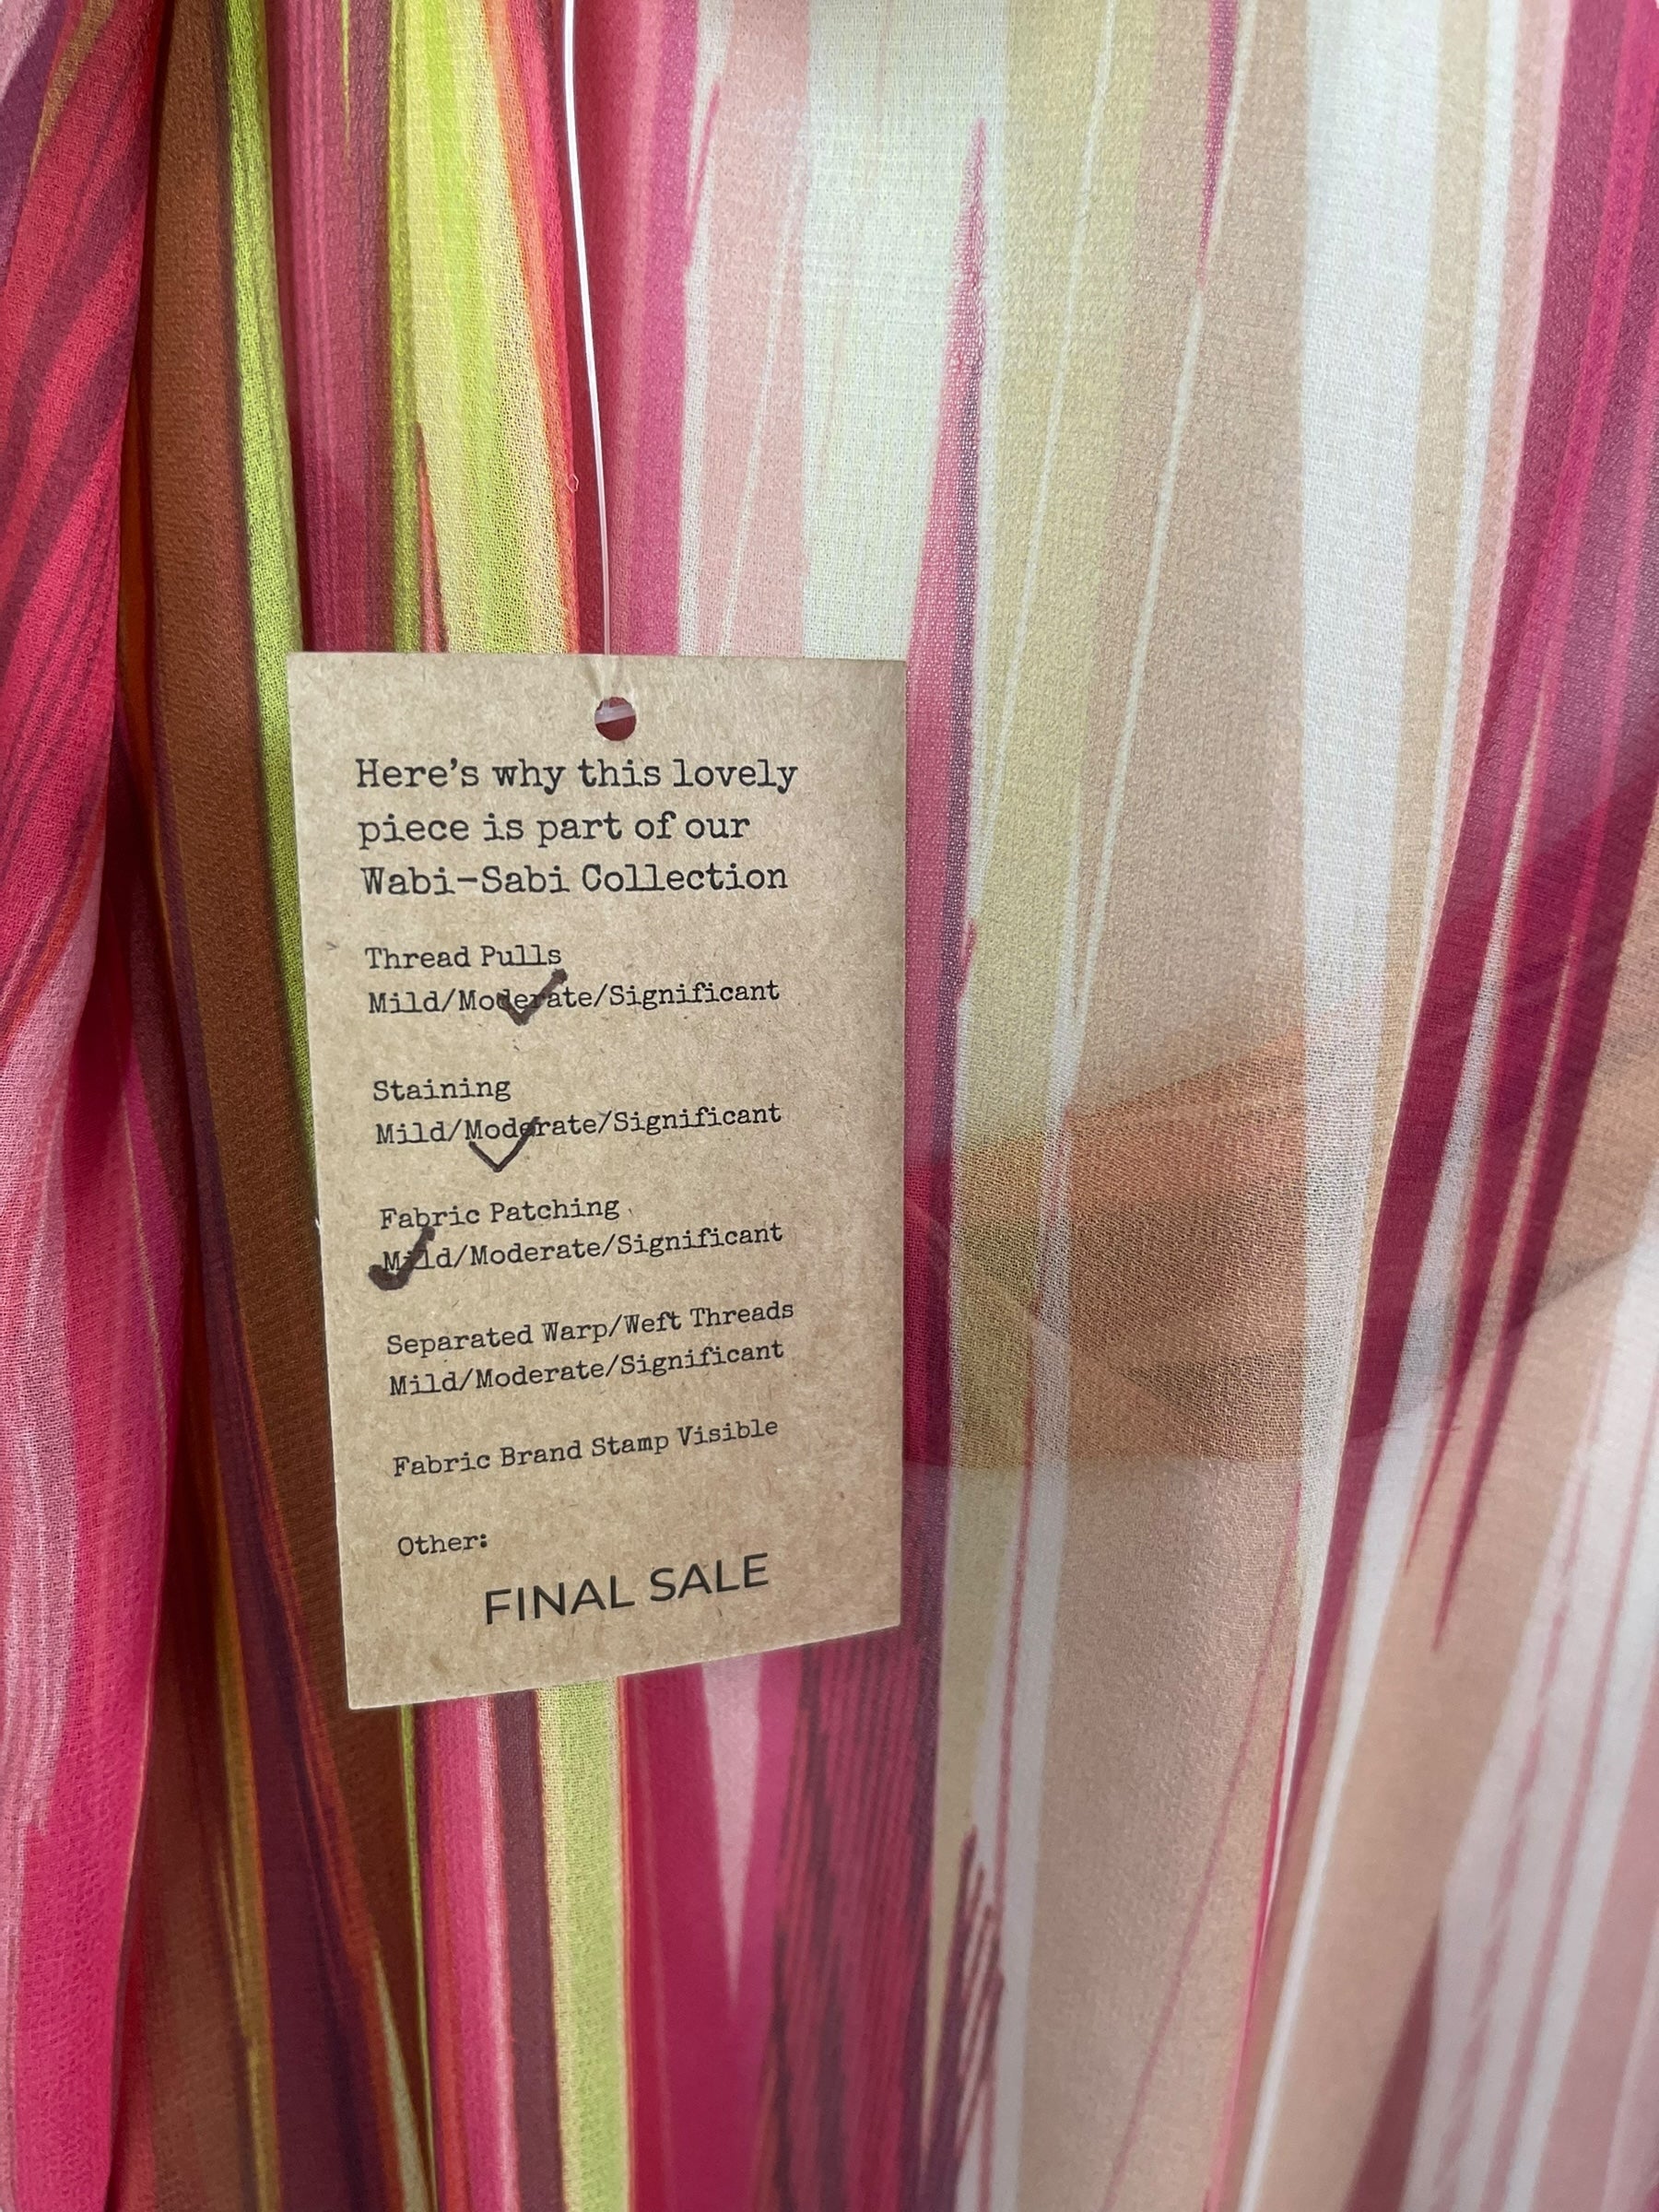 Here’s why this lovely
piece is part of our
Wabi-Sabi Collection
Thread Pulls
Mild/Moderate/Significant
Staining
Mild/Moderate/Significant
Fabric Patching
Mild/Moderate/Significant
Separated Warp/Weft Threads
Mild/Moderate/Significant
Fabric Brand Stamp Visible
Other:
FINAL SALE